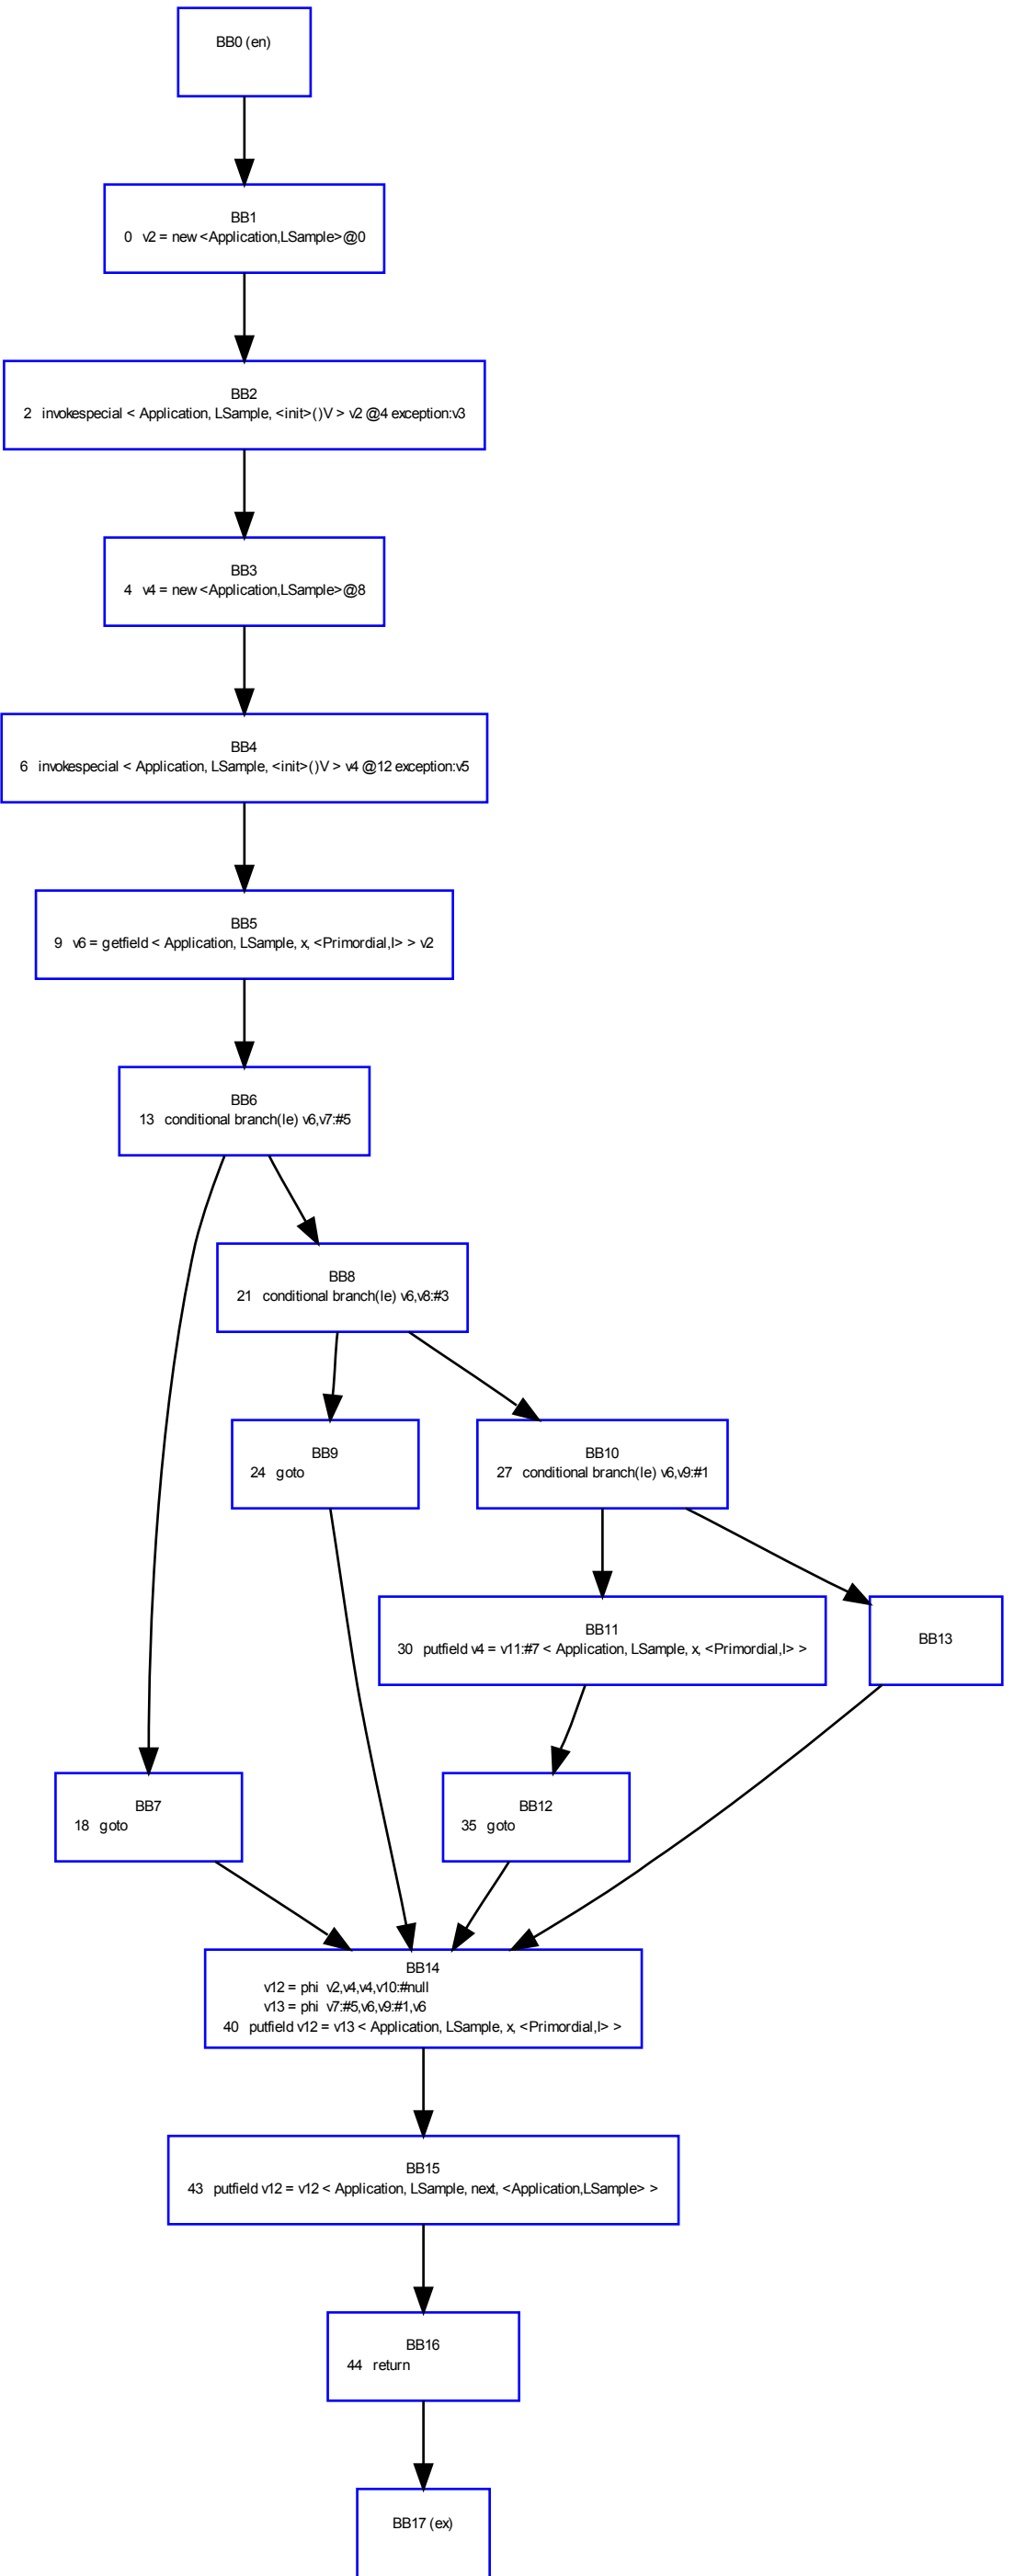 BB0 (en)
BB1
0 v2 = new <Application,LSample>@0
BB2
2 invokespecial < Application, LSample, <init>()V > v2 @4 exception:v3
BB3
4 v4 = new <Application,LSample>@8
BB4
6 invokespecial < Application, LSample, <init>()V > v4 @12 exception:v5
BB5
9 v6 = getfield < Application, LSample, x, <Primordial,I> > v2
BB6
13 conditional branch(le) v6,v7:#5
BB8
21 conditional branch(le) v6,v8:#3
BB9
24 goto
BB10
27 conditional branch(le) v6,v9:#1
BB11
30 putfield v4 = v11:#7 < Application, LSample, x, <Primordial,I> >
BB13
BB7
18 goto
BB12
35 goto
BB14
v12 = phi v2,v4,v4,v10:#null
v13 = phi v7:#5,v6,v9:#1,v6
40 putfield v12 = v13 < Application, LSample, x, <Primordial,I> >
BB15
43 putfield v12 = v12 < Application, LSample, next, <Application,LSample> >
BB16
44 return
BB17 (ex)